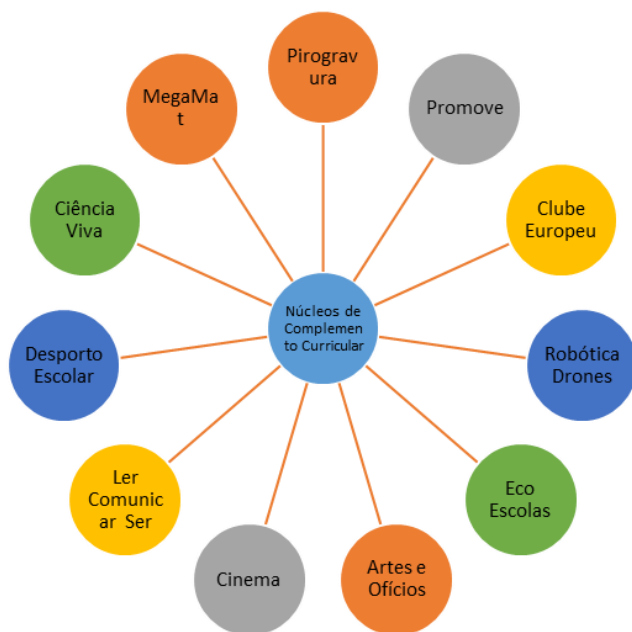 Pirograv
ura
Promove
Clube
Europeu
Robótica
Drones
Eco
Escolas
Artes e
Ofícios
Cinema
Ler
Comunic
ar Ser
Desporto
Escolar
Ciência
Viva
MegaMa
t
Núcleos de
Complemen
to Curricular